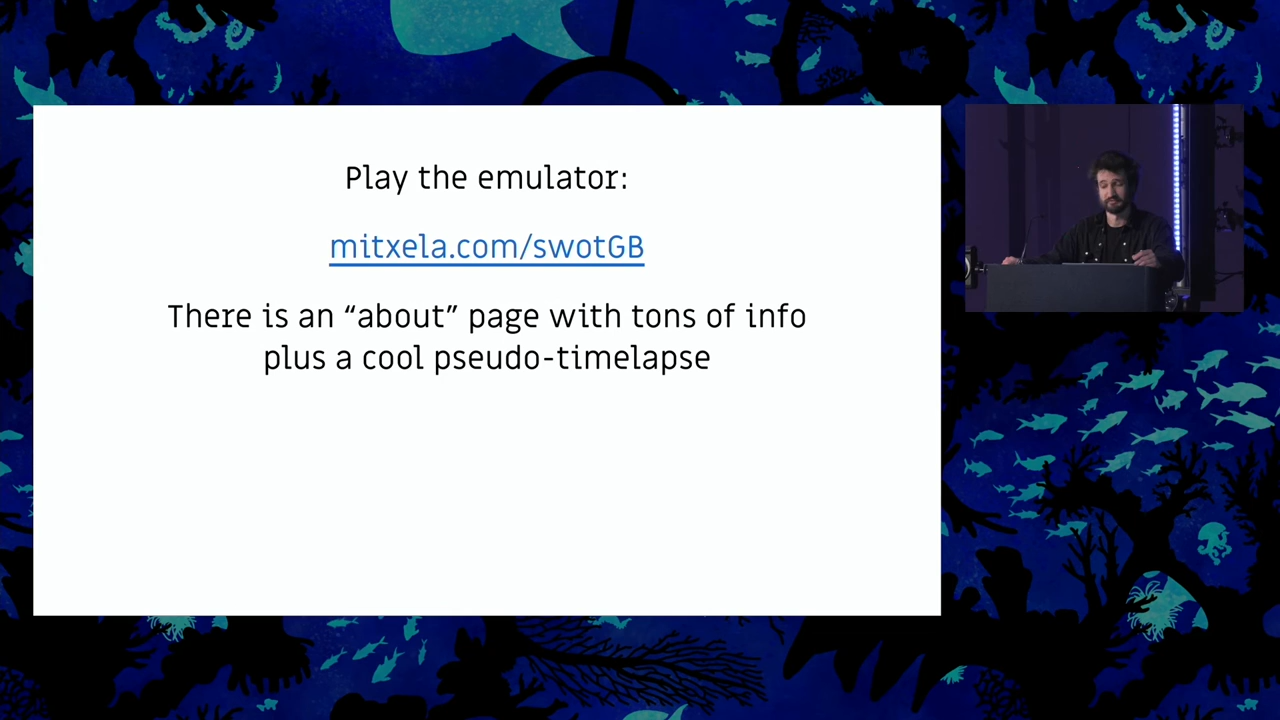 Play the emulator:
mitxela.com/swotGB
There is an “about” page with tons of info
plus a cool pseudo-timelapse